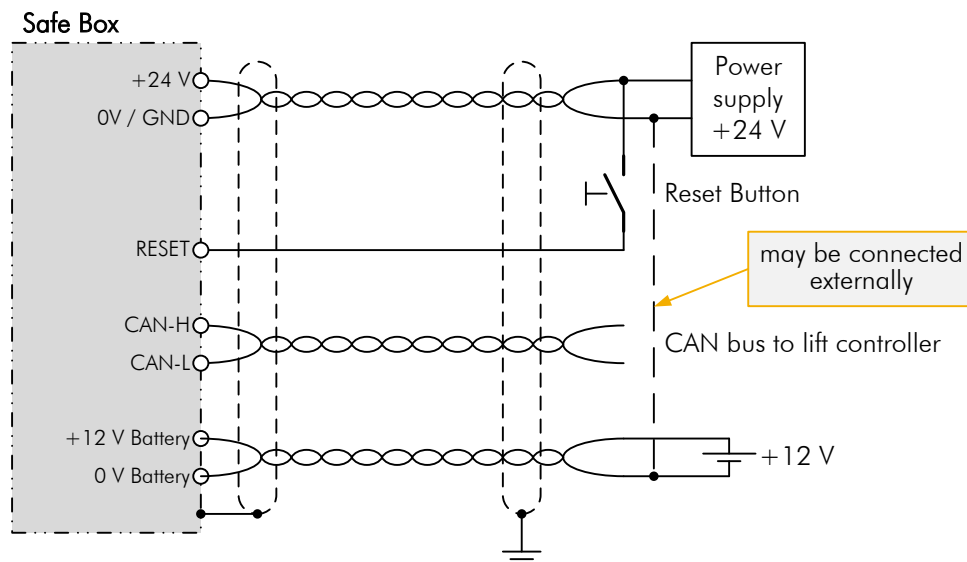 Safe Box
+24 V
0V / GND
Power
supply
+24 V
Reset Button
RESET
may be connected
externally
CAN-H
CAN-L
CAN bus to lift controller
+12 V Battery
0 V Battery
+12 V